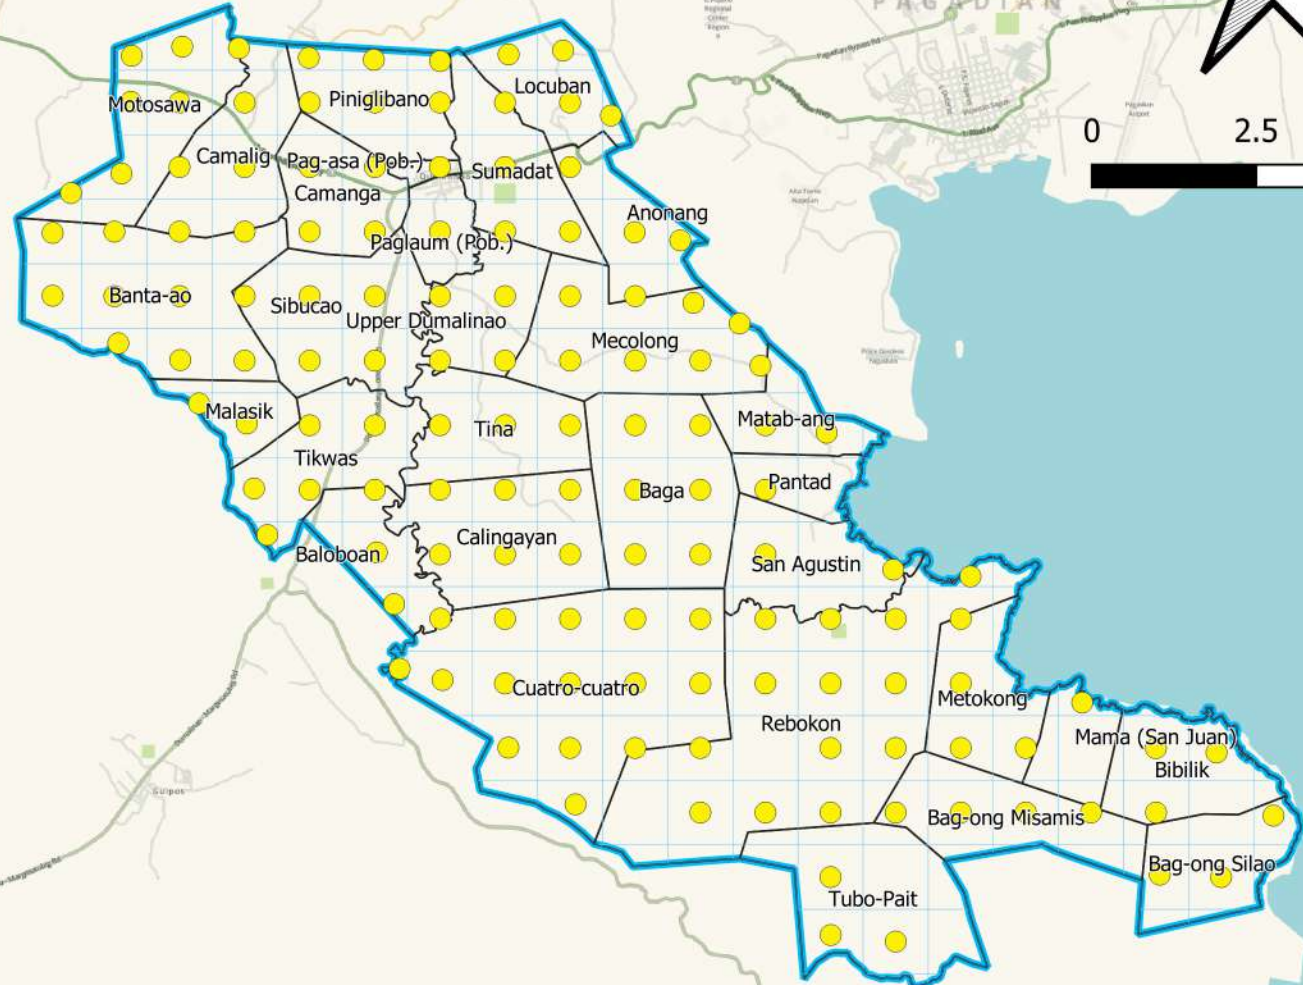 PAGADIAN
0 2.5
Motosawa
Piniglibano
Locuban
Camalig
Pag-asa (Pob.)
Sumadat
Camanga
Anonang
Paglaum (Pob.)
Banta-ao
Sibucao
Upper Dumalinao
Mecolong
Malasik
Matab-ang
Tina
Tikwas
Pantad
Baga
Calingayan
Baloboan
San Agustin
Cuatro-cuatro
Metokong
Rebokon
Mama (San Juan)
Bibilik
Guipos
Bag-ong Misamis
Bag-ong Silao
Tubo-Pait